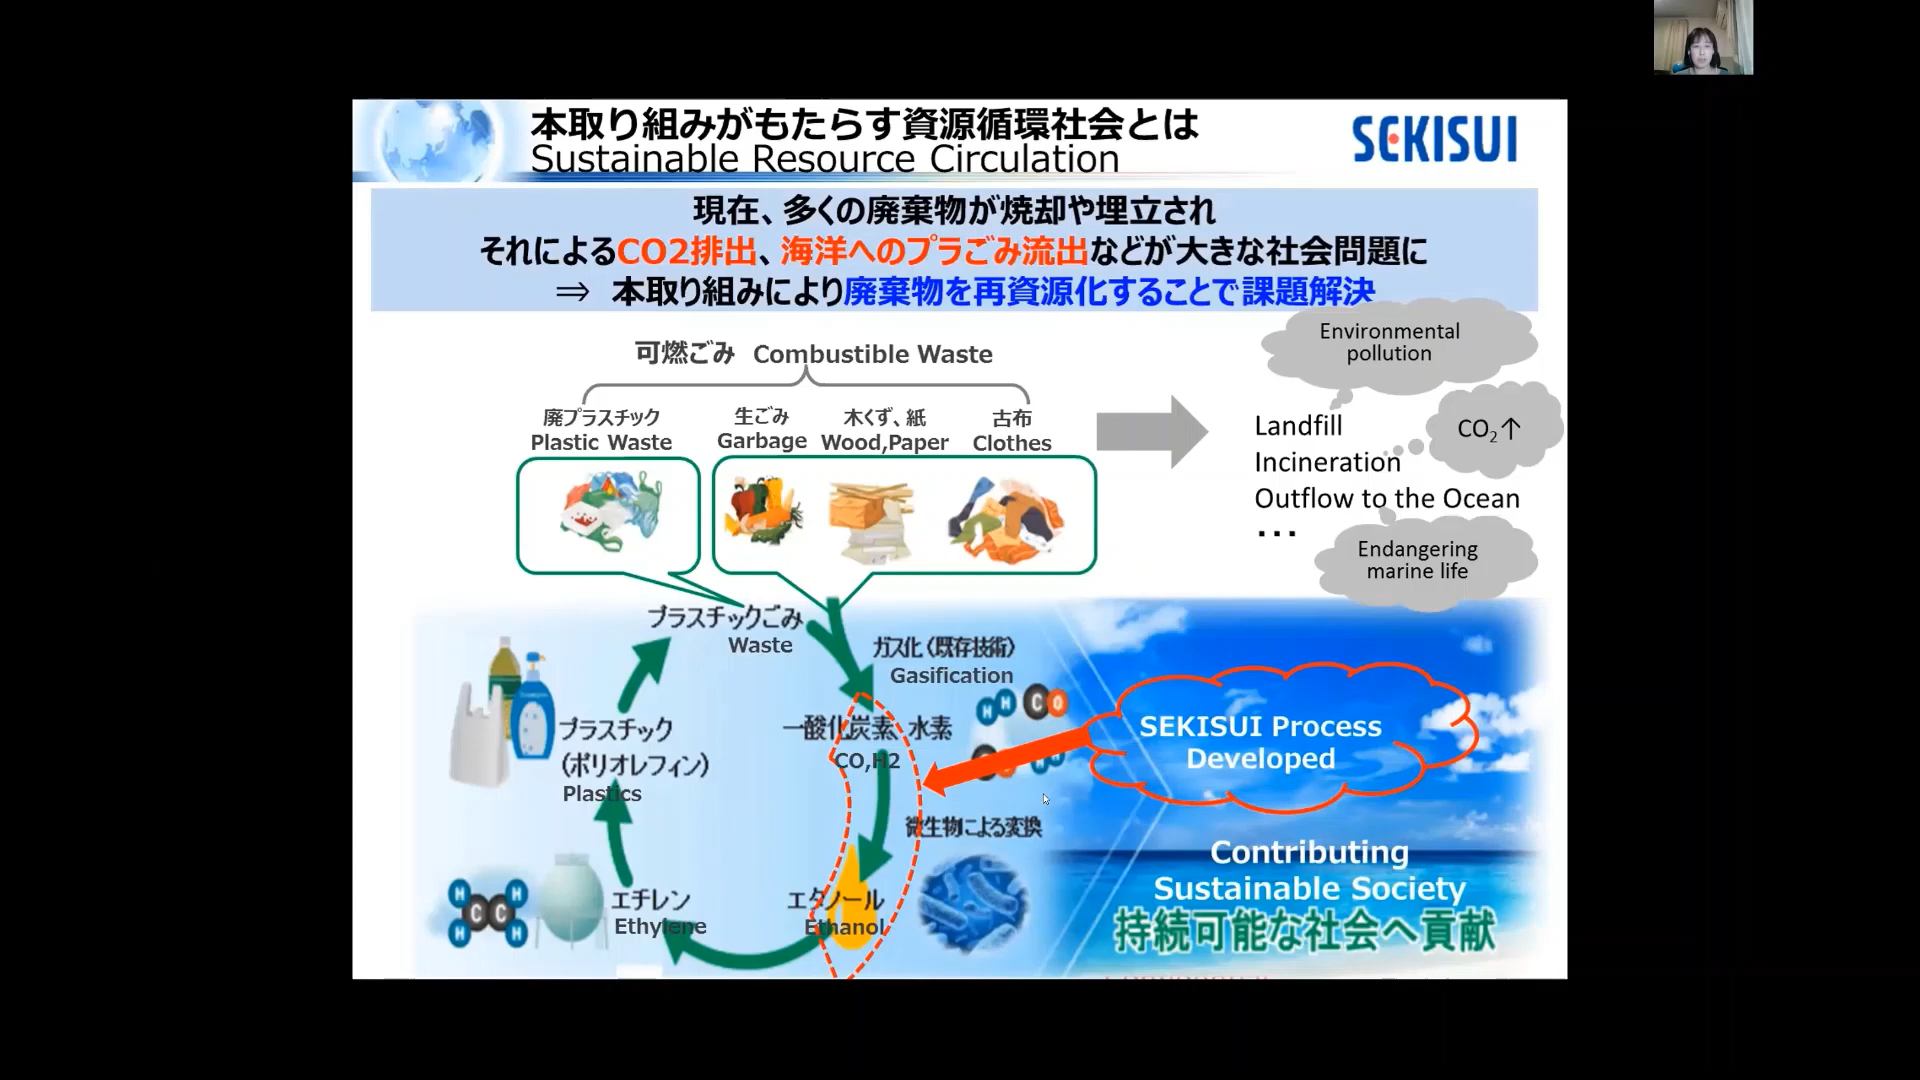 本取り組みがもたらす資源循環社会とは
Sustainable Resource Circulation
SEKISUI
現在、多くの廃棄物が焼却や埋立され
それによるCO2排出、海洋へのプラごみ流出などが大きな社会問題に
⇒ 本取り組みにより廃棄物を再資源化することで課題解決
可燃ごみ Combustible Waste
廃プラスチック
Plastic Waste
生ごみ
Garbage
木くず、紙
Wood,Paper
古布
Clothes
Environmental
pollution
Landfill
CO2↑
Incineration
Outflow to the Ocean
・・・
Endangering
marine life
プラスチックごみ
Waste
ガス化(既存技術)
Gasification
一酸化炭素 水素
CO,H2
H H C O
プラスチック
(ポリオレフィン)
Plastics
SEKISUI Process
Developed
微生物による変換
エタノール
Ethanol
エチレン
Ethylene
H H
C C
H H
Contributing
Sustainable Society
持続可能な社会へ貢献